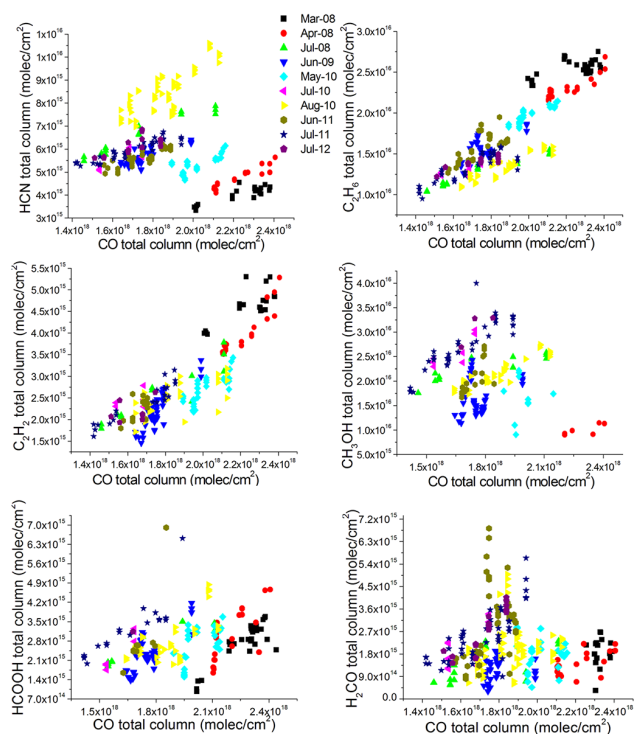 HCN total column (molec/cm²)
1x10¹⁶
9x10¹⁵
8x10¹⁵
7x10¹⁵
6x10¹⁵
5x10¹⁵
4x10¹⁵
3x10¹⁵
1.4x10¹⁸ 1.6x10¹⁸ 1.8x10¹⁸ 2.0x10¹⁸ 2.2x10¹⁸ 2.4x10¹⁸
CO total column (molec/cm²)
Mar-08
Apr-08
Jul-08
Jun-09
May-10
Jul-10
Aug-10
Jun-11
Jul-11
Jul-12
C₂H₆ total column (molec/cm²)
3.0x10¹⁶
2.5x10¹⁶
2.0x10¹⁶
1.5x10¹⁶
1.0x10¹⁶
1.4x10¹⁸ 1.6x10¹⁸ 1.8x10¹⁸ 2.0x10¹⁸ 2.2x10¹⁸ 2.4x10¹⁸
CO total column (molec/cm²)
C₂H₂ total column (molec/cm²)
5.5x10¹⁵
5.0x10¹⁵
4.5x10¹⁵
4.0x10¹⁵
3.5x10¹⁵
3.0x10¹⁵
2.5x10¹⁵
2.0x10¹⁵
1.5x10¹⁵
1.4x10¹⁸ 1.6x10¹⁸ 1.8x10¹⁸ 2.0x10¹⁸ 2.2x10¹⁸ 2.4x10¹⁸
CO total column (molec/cm²)
CH₃OH total column (molec/cm²)
4.0x10¹⁶
3.5x10¹⁶
3.0x10¹⁶
2.5x10¹⁶
2.0x10¹⁶
1.5x10¹⁶
1.0x10¹⁶
5.0x10¹⁵
1.5x10¹⁸ 1.8x10¹⁸ 2.1x10¹⁸ 2.4x10¹⁸
CO total column (molec/cm²)
HCOOH total column (molec/cm²)
7.0x10¹⁵
6.3x10¹⁵
5.6x10¹⁵
4.9x10¹⁵
4.2x10¹⁵
3.5x10¹⁵
2.8x10¹⁵
2.1x10¹⁵
1.4x10¹⁵
7.0x10¹⁴
1.5x10¹⁸ 1.8x10¹⁸ 2.1x10¹⁸ 2.4x10¹⁸
CO total column (molec/cm²)
H₂CO total column (molec/cm²)
7.2x10¹⁶
6.3x10¹⁶
5.4x10¹⁶
4.5x10¹⁶
3.6x10¹⁶
2.7x10¹⁶
1.8x10¹⁶
9.0x10¹⁵
0.0
1.4x10¹⁸ 1.6x10¹⁸ 1.8x10¹⁸ 2.0x10¹⁸ 2.2x10¹⁸ 2.4x10¹⁸
CO total column (molec/cm²)